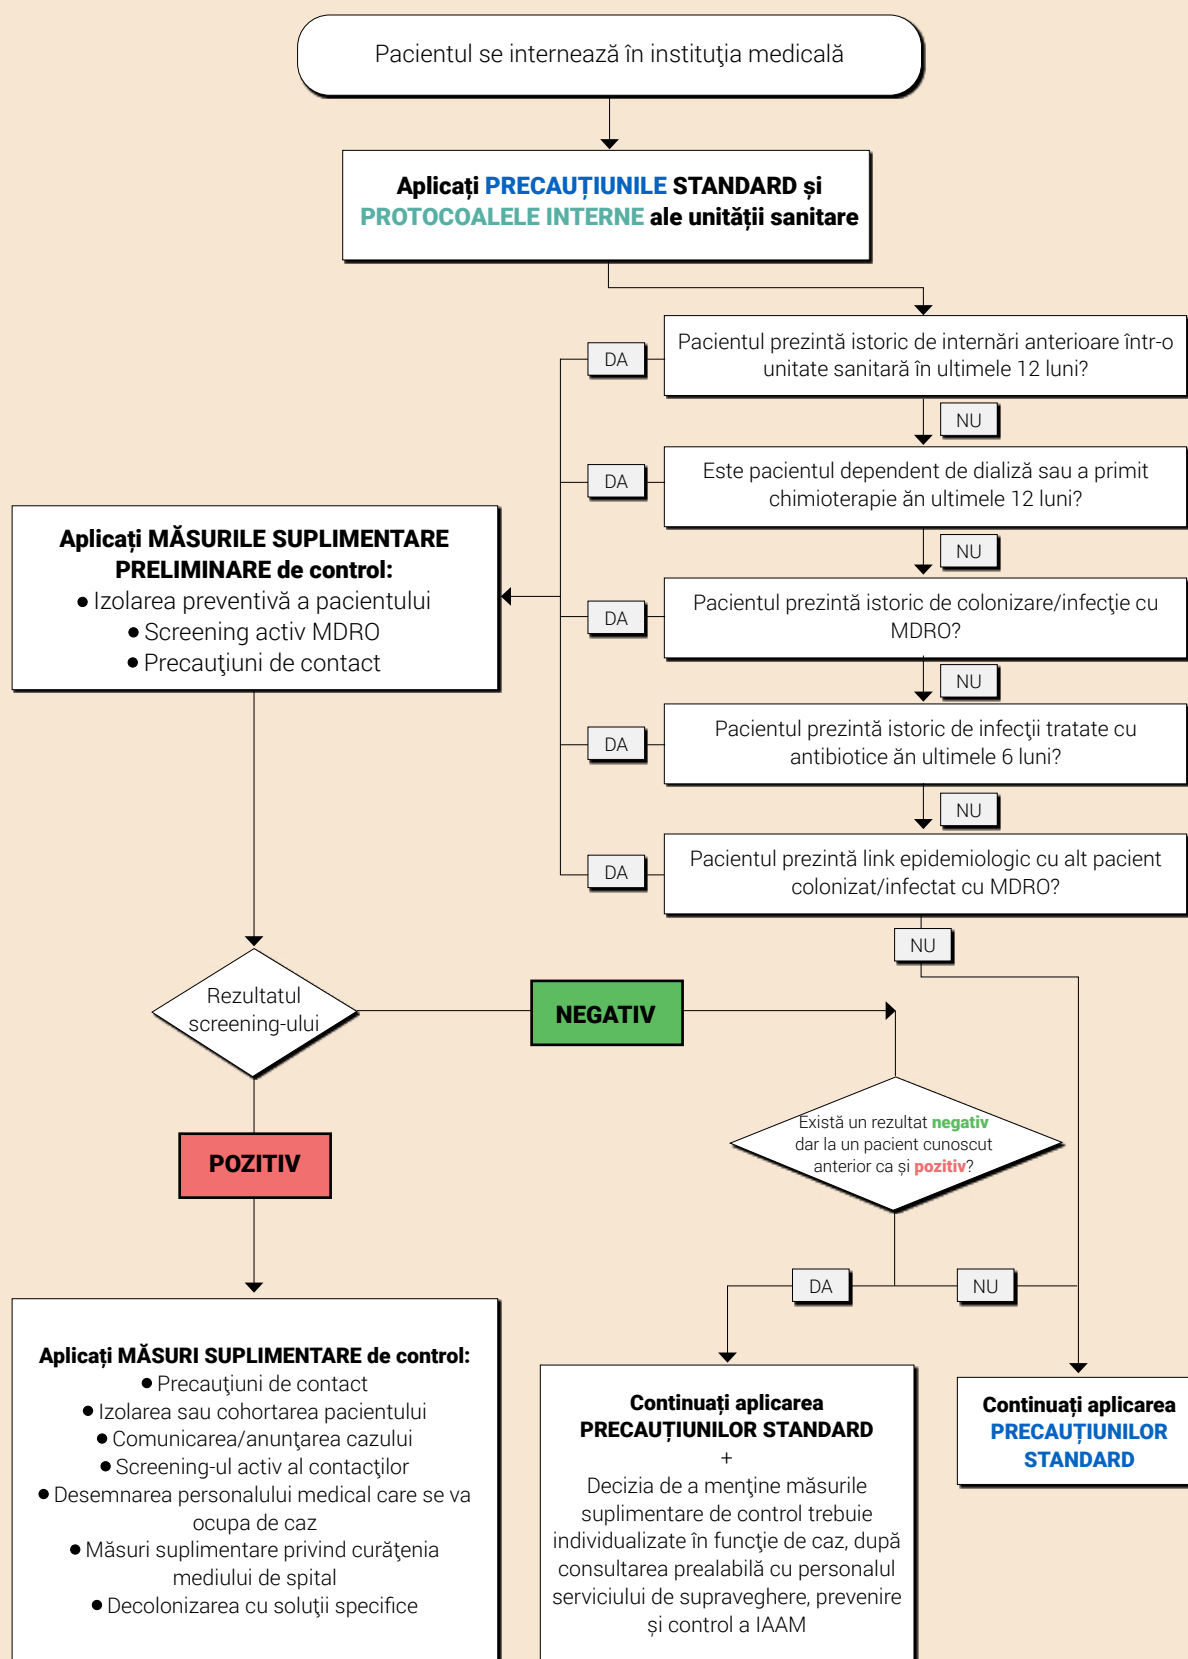 Pacientul se internează în instituţia medicală
Aplicați PRECAUȚIUNILE STANDARD și
PROTOCOALELE INTERNE ale unității sanitare
Pacientul prezintă istoric de internări anterioare într-o
unitate sanitară în ultimele 12 luni?
DA
NU
Este pacientul dependent de dializă sau a primit
chimioterapie ăn ultimele 12 luni?
DA
NU
Pacientul prezintă istoric de colonizare/infecţie cu
MDRO?
DA
NU
Pacientul prezintă istoric de infecţii tratate cu
antibiotice ăn ultimele 6 luni?
DA
NU
Pacientul prezintă link epidemiologic cu alt pacient
colonizat/infectat cu MDRO?
DA
NU
Aplicați MĂSURILE SUPLIMENTARE
PRELIMINARE de control:
● Izolarea preventivă a pacientului
● Screening activ MDRO
● Precauţiuni de contact
Rezultatul
screening-ului
NEGATIV
POZITIV
Există un rezultat negativ
dar la un pacient cunoscut
anterior ca și pozitiv?
DA
NU
Aplicați MĂSURI SUPLIMENTARE de control:
● Precauţiuni de contact
● Izolarea sau cohortarea pacientului
● Comunicarea/anunţarea cazului
● Screening-ul activ al contacţilor
● Desemnarea personalului medical care se va
ocupa de caz
● Măsuri suplimentare privind curăţenia
mediului de spital
● Decolonizarea cu soluţii specifice
Continuați aplicarea
PRECAUȚIUNILOR STANDARD
+
Decizia de a menţine măsurile
suplimentare de control trebuie
individualizate în funcţie de caz, după
consultarea prealabilă cu personalul
serviciului de supraveghere, prevenire
și control a IAAM
Continuați aplicarea
PRECAUȚIUNILOR
STANDARD